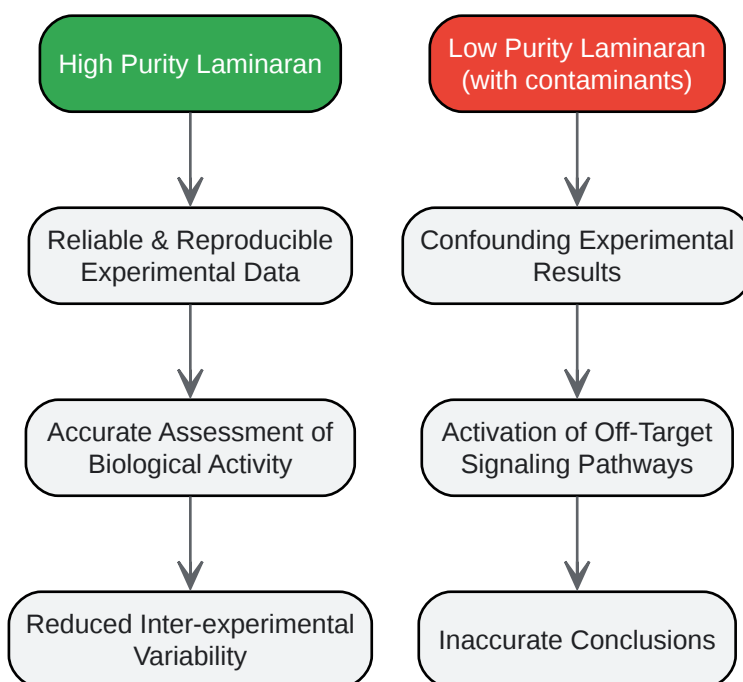 High Purity Laminaran
Low Purity Laminaran
(with contaminants)
Reliable & Reproducible
Experimental Data
Confounding Experimental
Results
Accurate Assessment of
Biological Activity
Activation of Off-Target
Signaling Pathways
Reduced Inter-experimental
Variability
Inaccurate Conclusions